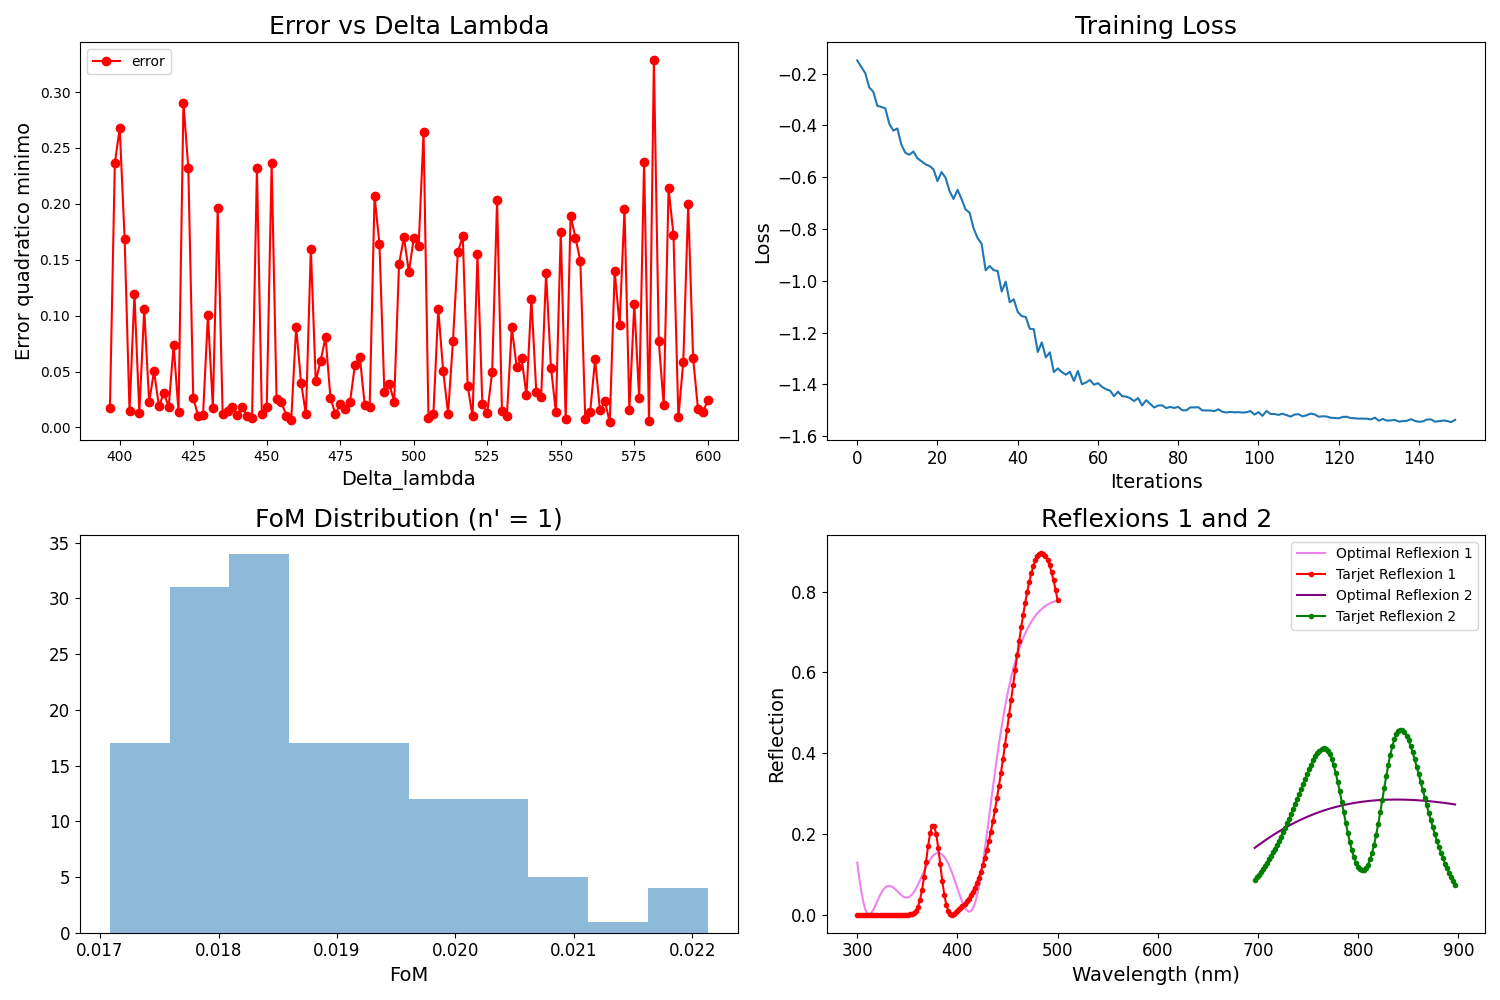 Error vs Delta Lambda
error
Error quadratico minimo
0.30
0.25
0.20
0.15
0.10
0.05
0.00
400 425 450 475 500 525 550 575 600
Delta_lambda
Training Loss
Loss
−0.2
−0.4
−0.6
−0.8
−1.0
−1.2
−1.4
−1.6
0 20 40 60 80 100 120 140
Iterations
FoM Distribution (n' = 1)
35
30
25
20
15
10
5
0
0.017 0.018 0.019 0.020 0.021 0.022
FoM
Reflexions 1 and 2
Optimal Reflexion 1
Tarjet Reflexion 1
Optimal Reflexion 2
Tarjet Reflexion 2
Reflection
0.8
0.6
0.4
0.2
0.0
300 400 500 600 700 800 900
Wavelength (nm)